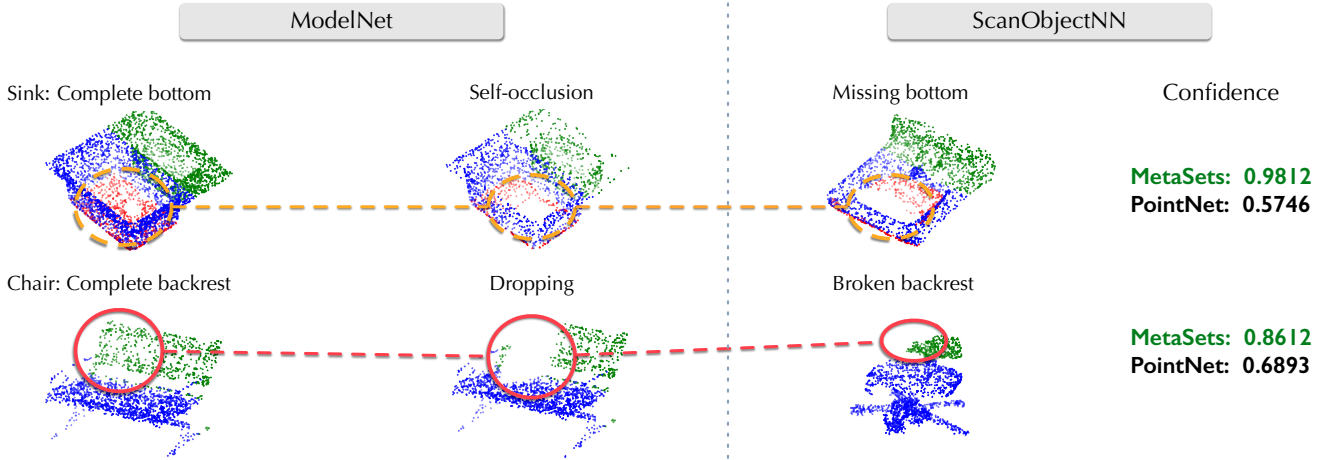 ModelNet
ScanObjectNN
Sink: Complete bottom
Self-occlusion
Missing bottom
Confidence
MetaSets: 0.9812
PointNet: 0.5746
Chair: Complete backrest
Dropping
Broken backrest
MetaSets: 0.8612
PointNet: 0.6893